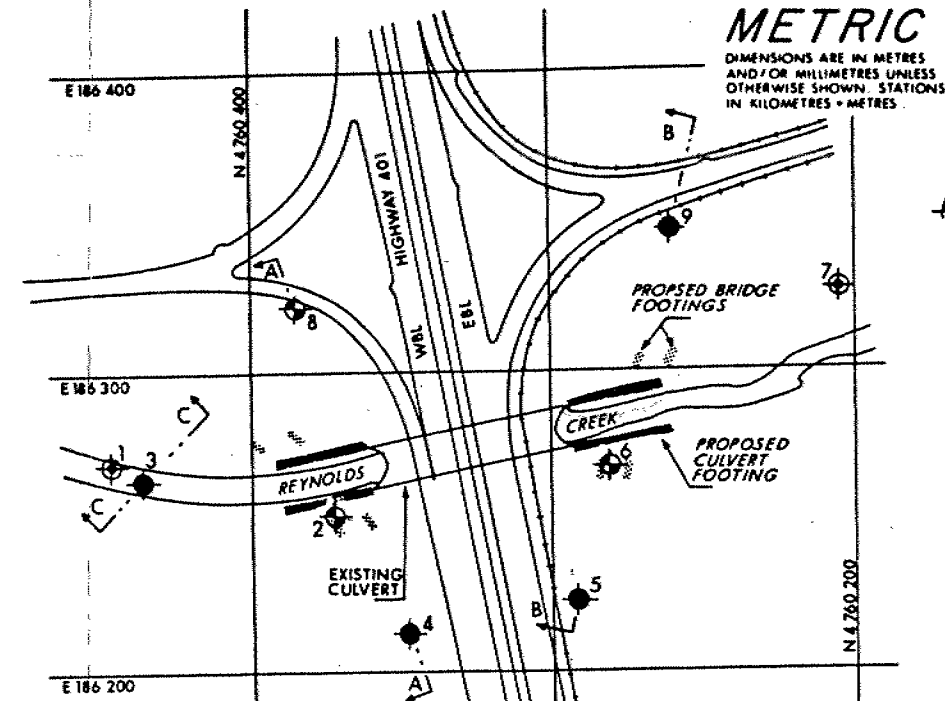 METRIC
DIMENSIONS ARE IN METRES
AND/OR MILLIMETRES UNLESS
OTHERWISE SHOWN. STATIONS
IN KILOMETRES + METRES.
E 186 400
N 4 760 400
B
HIGHWAY 401
9
A
8
WBL
EBL
PROPSED BRIDGE
FOOTINGS
7
E 186 300
C
CREEK
1
3
REYNOLDS
6
PROPOSED
CULVERT
FOOTING
C
2
EXISTING
CULVERT
5
B
4
N 4 760 200
E 186 200
A